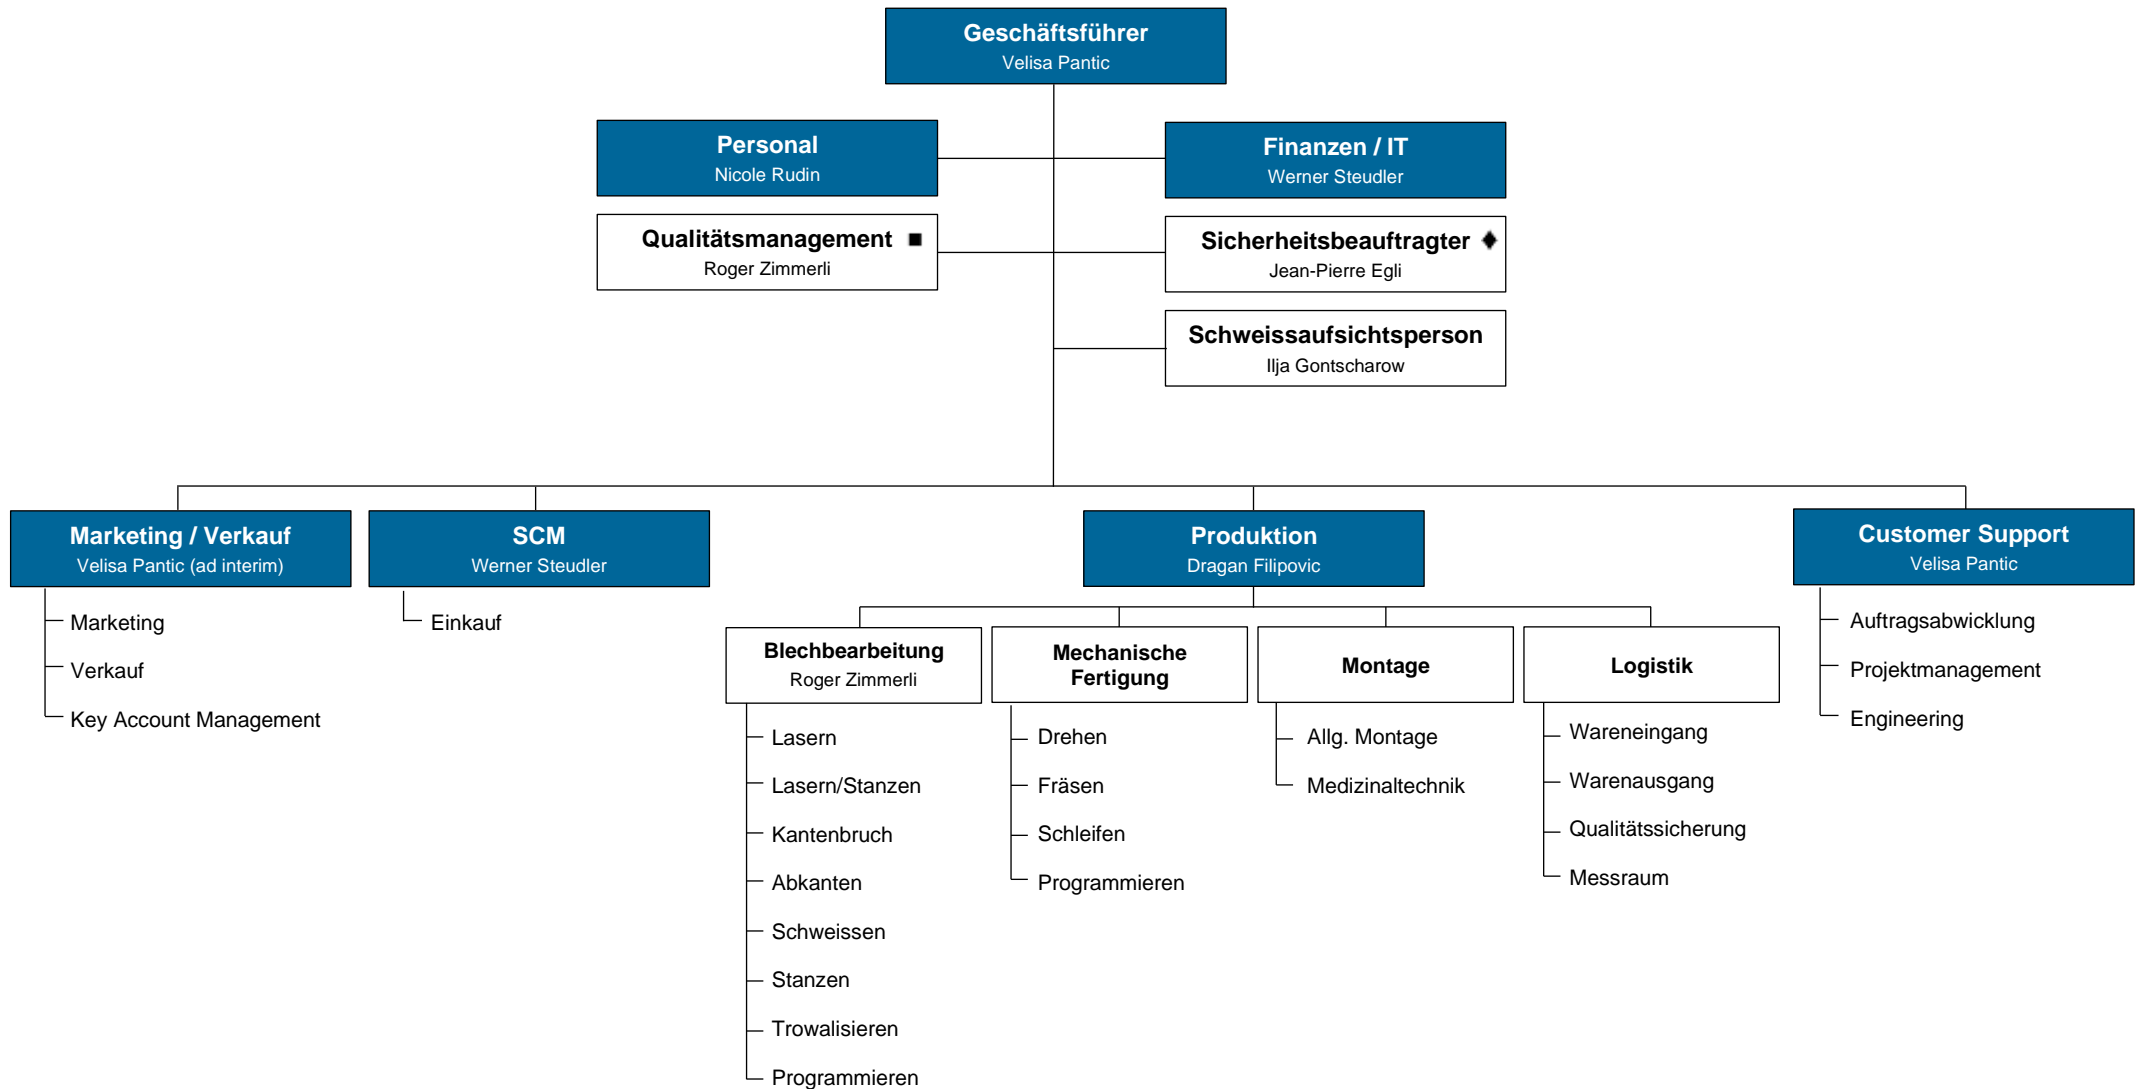 Geschäftsführer
Velisa Pantic
Personal
Nicole Rudin
Finanzen / IT
Werner Steudler
Qualitätsmanagement ■
Roger Zimmerli
Sicherheitsbeauftragter ♦
Jean-Pierre Egli
Schweissaufsichtsperson
Ilja Gontscharow
Marketing / Verkauf
Velisa Pantic (ad interim)
Marketing
Verkauf
Key Account Management
SCM
Werner Steudler
Einkauf
Produktion
Dragan Filipovic
Blechbearbeitung
Roger Zimmerli
Lasern
Lasern/Stanzen
Kantenbruch
Abkanten
Schweissen
Stanzen
Trowalisieren
Programmieren
Mechanische
Fertigung
Drehen
Fräsen
Schleifen
Programmieren
Montage
Allg. Montage
Medizinaltechnik
Logistik
Wareneingang
Warenausgang
Qualitätssicherung
Messraum
Customer Support
Velisa Pantic
Auftragsabwicklung
Projektmanagement
Engineering